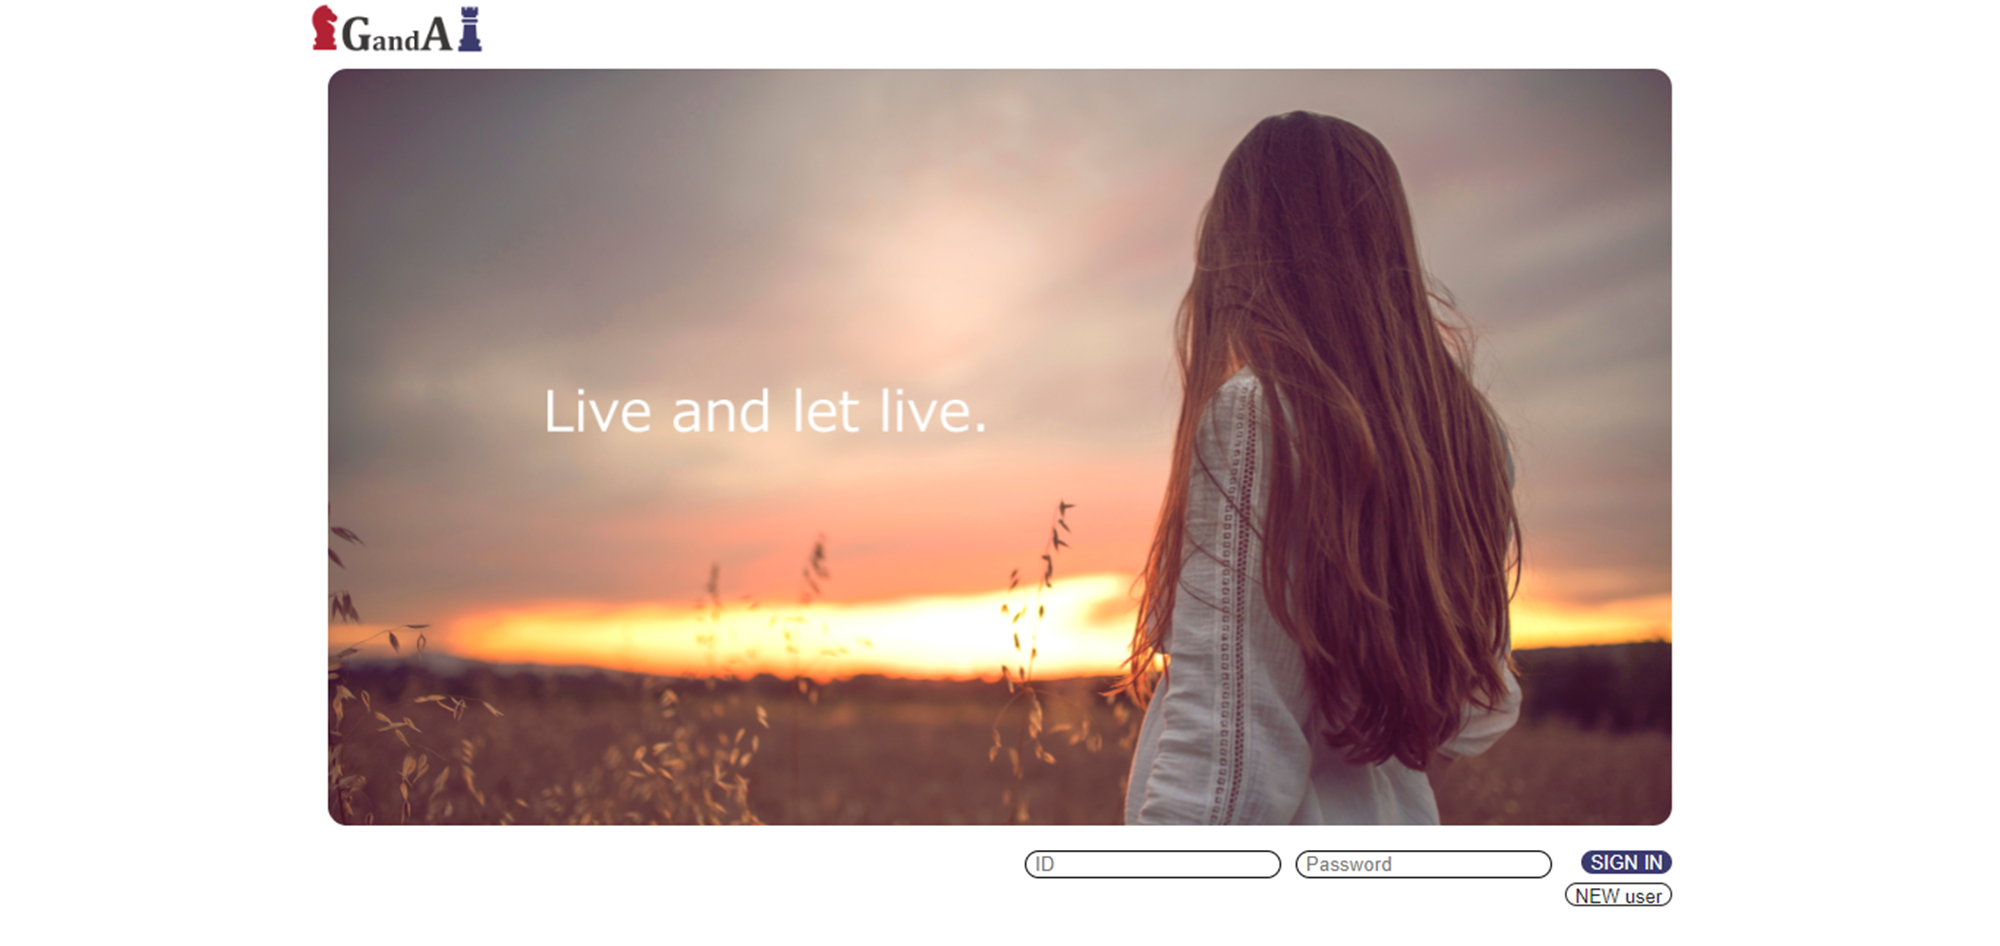 GandA
Live and let live.
ID
Password
SIGN IN
NEW user